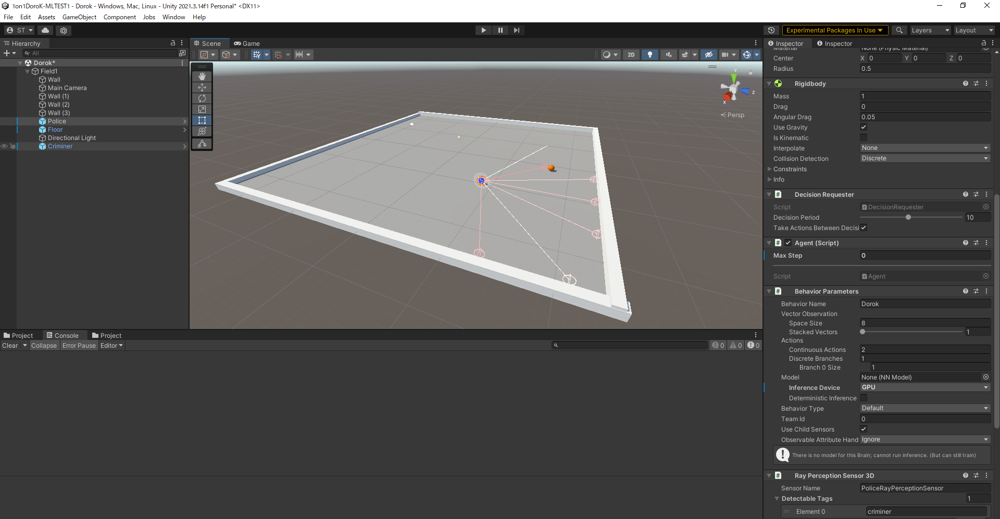 1on1DoroK-MLTEST1 - Dorok - Windows, Mac, Linux - Unity 2021.3.14f1 Personal* <DX11>
File Edit Assets GameObject Component Jobs Window Help
ST
Experimental Packages In Use
Layers
Layout
Hierarchy
All
Dorok*
Field1
Wall
Main Camera
Wall (1)
Wall (2)
Wall (3)
Police
Floor
Directional Light
Criminer
Scene
Game
2D
y
z
x
Persp
Project
Console
Project
Clear
Collapse
Error Pause
Editor
0
0
0
Inspector
Inspector
Material None (Physic Material)
Center X 0 Y 0 Z 0
Radius 0.5
Rigidbody
Mass 1
Drag 0
Angular Drag 0.05
Use Gravity
Is Kinematic
Interpolate None
Collision Detection Discrete
Constraints
Info
Decision Requester
Script DecisionRequester
Decision Period 10
Take Actions Between Decisi
Agent (Script)
Max Step 0
Script Agent
Behavior Parameters
Behavior Name Dorok
Vector Observation
Space Size 8
Stacked Vectors 1
Actions
Continuous Actions 2
Discrete Branches 1
Branch 0 Size 1
Model None (NN Model)
Inference Device GPU
Deterministic Inference
Behavior Type Default
Team Id 0
Use Child Sensors
Observable Attribute Hand Ignore
There is no model for this Brain; cannot run inference. (But can still train)
Ray Perception Sensor 3D
Sensor Name PoliceRayPerceptionSensor
Detectable Tags 1
Element 0 criminer